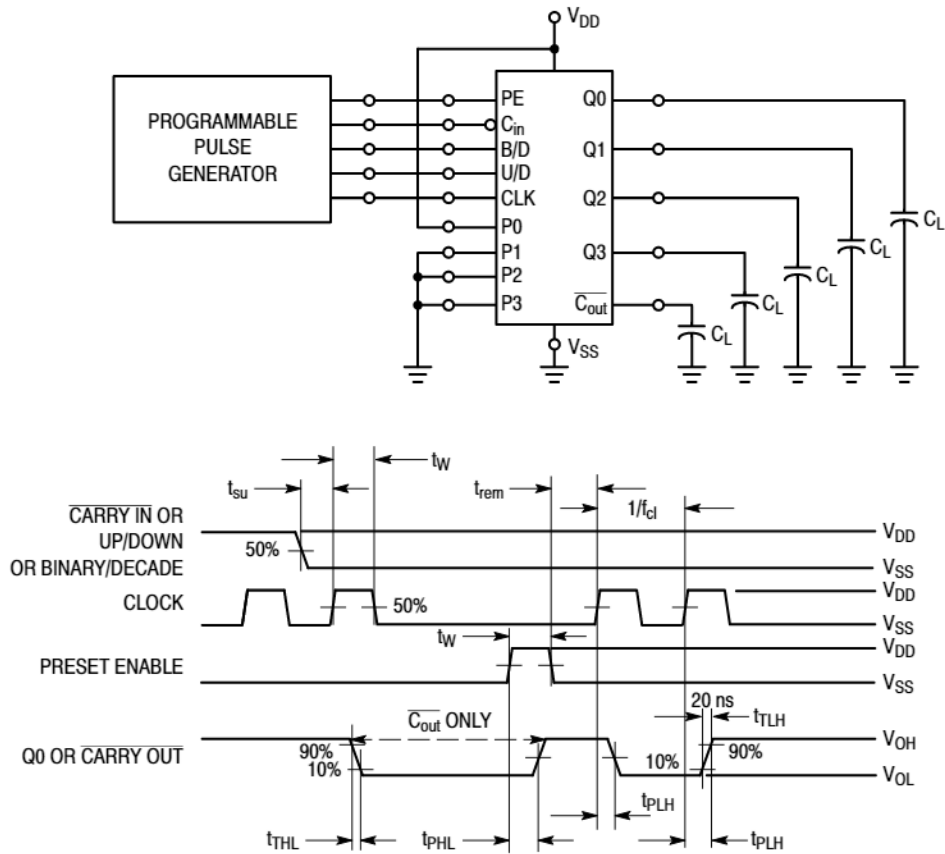 VDD
PROGRAMMABLE
PULSE
GENERATOR
PE
Cin
B/D
U/D
CLK
P0
P1
P2
P3
Q0
Q1
Q2
Q3
Cout
CL
CL
CL
CL
CL
VSS
tW
tsu
trem
1/fcl
CARRY IN OR
UP/DOWN
OR BINARY/DECADE
50%
VDD
VSS
CLOCK
50%
VDD
VSS
tW
PRESET ENABLE
VDD
VSS
20 ns
tTLH
Cout ONLY
Q0 OR CARRY OUT
90%
10%
10%
90%
VOH
VOL
tPLH
tTHL
tPHL
tPLH